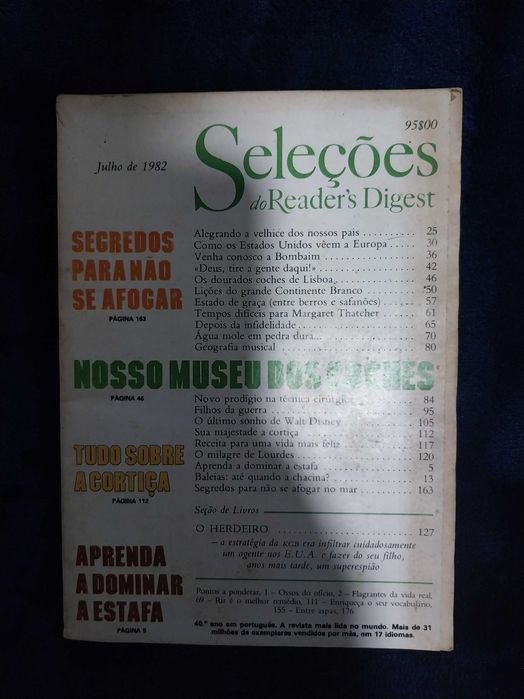 95$00
Julho de 1982
Seleções
do Reader's Digest
SEGREDOS
PARA NÃO
SE AFOGAR
PÁGINA 163
Alegrando a velhice dos nossos pais .......... 25
Como os Estados Unidos vêem a Europa ..... 30
Venha conosco a Bombaim ................ 36
«Deus, tire a gente daqui!» ................ 42
Os dourados coches de Lisboa .............. 46
Lições do grande Continente Branco ........ 50
Estado de graça (entre berros e safanões) ..... 57
Tempos difíceis para Margaret Thatcher ..... 61
Depois da infidelidade .................... 65
Água mole em pedra dura... ............... 70
Geografia musical ........................ 80
NOSSO MUSEU DOS COCHES
PÁGINA 46
Novo prodígio na técnica cirúrgica .......... 84
Filhos da guerra .......................... 95
O último sonho de Walt Disney ............ 105
Sua majestade a cortiça ................... 112
Receita para uma vida mais feliz ........... 117
O milagre de Lourdes ..................... 120
Aprenda a dominar a estafa ............... 5
Baleias: até quando a chacina? ............. 13
Segredos para não se afogar no mar ......... 163
TUDO SOBRE
A CORTIÇA
PÁGINA 112
Seção de Livros
O HERDEIRO ........................... 127
– a estratégia da KGB era infiltrar cuidadosamente
um agente nos E.U.A. e fazer do seu filho,
anos mais tarde, um superespião
APRENDA
A DOMINAR
A ESTAFA
PÁGINA 5
Pontos a ponderar, 1 – Ossos do ofício, 2 – Flagrantes da vida real,
69 – Rir é o melhor remédio, 111 – Enriqueça o seu vocabulário,
155 – Entre aspas, 176
40.º ano em português. A revista mais lida no mundo. Mais de 31
milhões de exemplares vendidos por mês, em 17 idiomas.